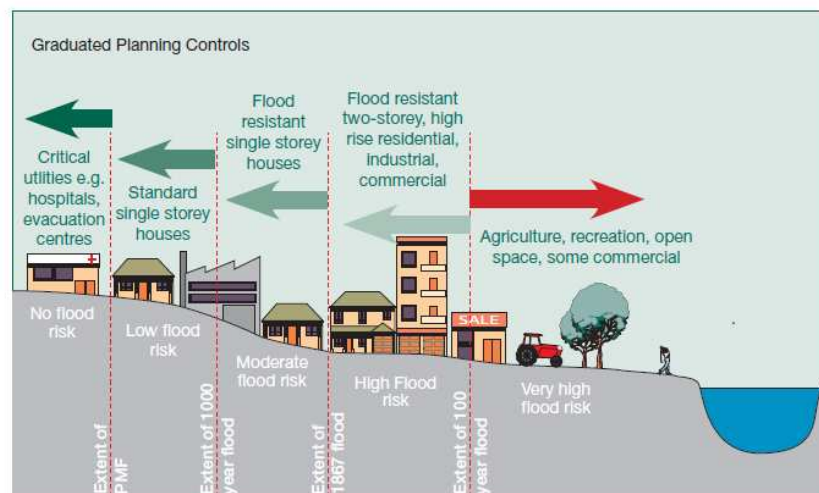 Graduated Planning Controls
Critical
utlities e.g.
hospitals,
evacuation
centres
Standard
single storey
houses
Flood
resistant
single storey
houses
Flood resistant
two-storey, high
rise residential,
industrial,
commercial
Agriculture, recreation, open
space, some commercial
SALE
No flood
risk
Low flood
risk
Moderate
flood risk
High Flood
risk
Very high
flood risk
Extent of
PMF
Extent of 1000
year flood
Extent of
1867 flood
Extent of 100
year flood